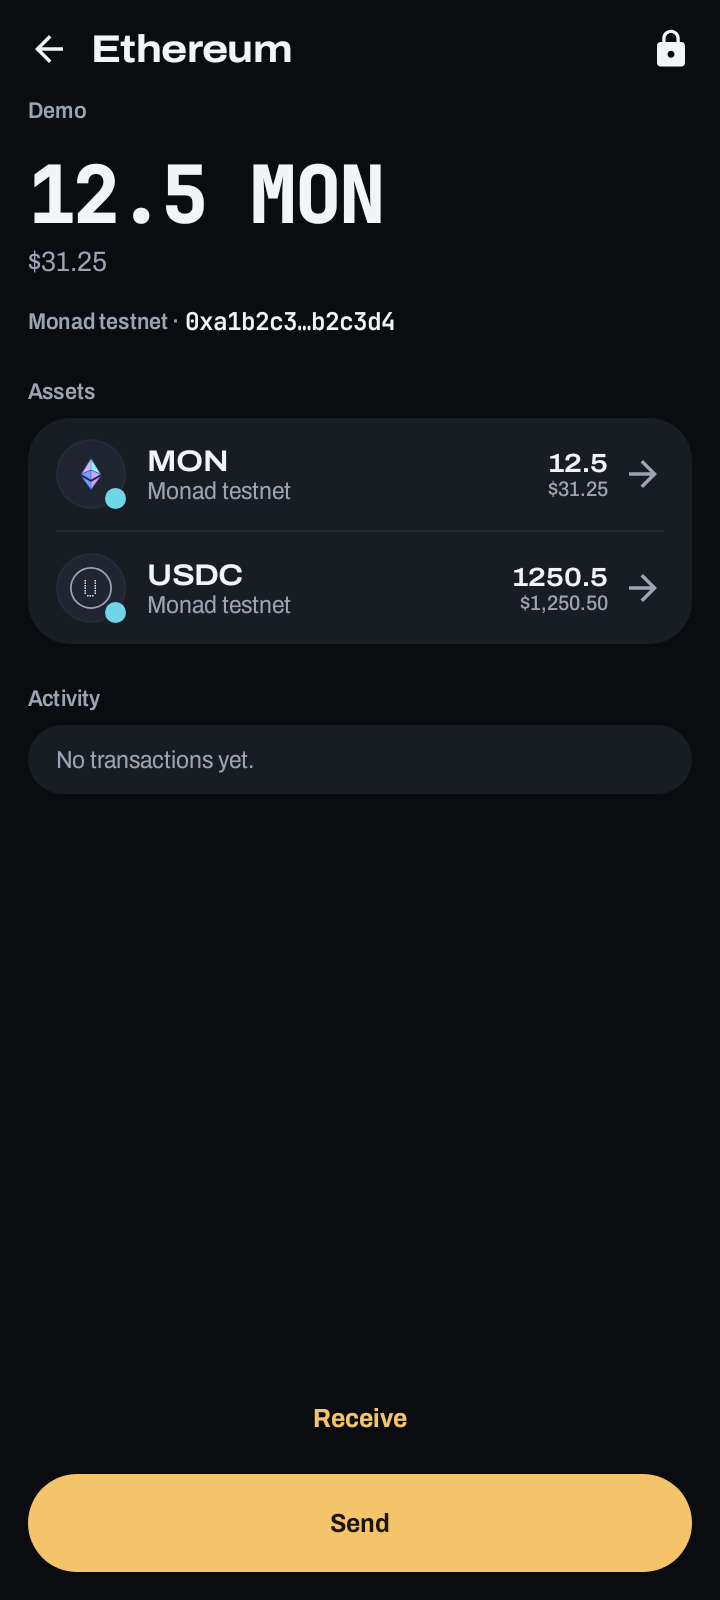 Ethereum
Demo
12.5 MON
$31.25
Monad testnet · 0xa1b2c3…b2c3d4
Assets
MON
Monad testnet
12.5
$31.25
USDC
Monad testnet
1250.5
$1,250.50
Activity
No transactions yet.
Receive
Send